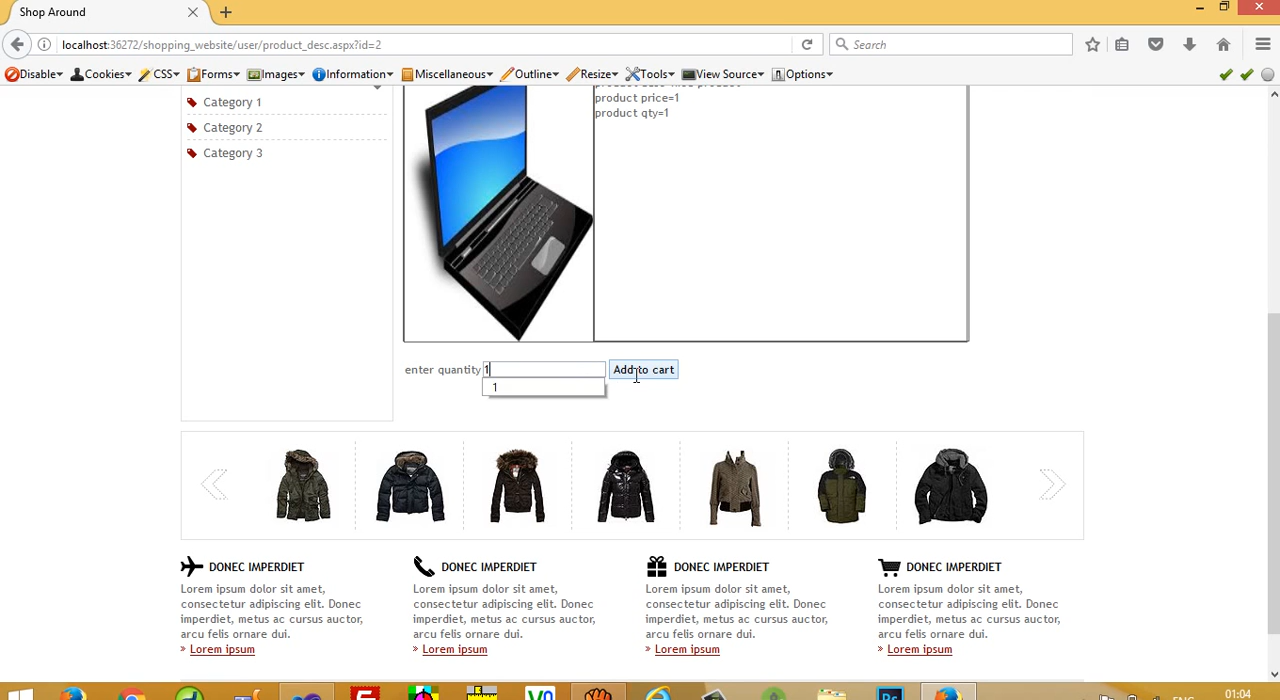 Shop Around
localhost:36272/shopping_website/user/product_desc.aspx?id=2
Search
Disable Cookies CSS Forms Images Information Miscellaneous Outline Resize Tools View Source Options
Category 1
Category 2
Category 3
product price=1
product qty=1
enter quantity 1 Add to cart
1
DONEC IMPERDIET
Lorem ipsum dolor sit amet,
consectetur adipiscing elit. Donec
imperdiet, metus ac cursus auctor,
arcu felis ornare dui.
» Lorem ipsum
DONEC IMPERDIET
Lorem ipsum dolor sit amet,
consectetur adipiscing elit. Donec
imperdiet, metus ac cursus auctor,
arcu felis ornare dui.
» Lorem ipsum
DONEC IMPERDIET
Lorem ipsum dolor sit amet,
consectetur adipiscing elit. Donec
imperdiet, metus ac cursus auctor,
arcu felis ornare dui.
» Lorem ipsum
DONEC IMPERDIET
Lorem ipsum dolor sit amet,
consectetur adipiscing elit. Donec
imperdiet, metus ac cursus auctor,
arcu felis ornare dui.
» Lorem ipsum
01:04